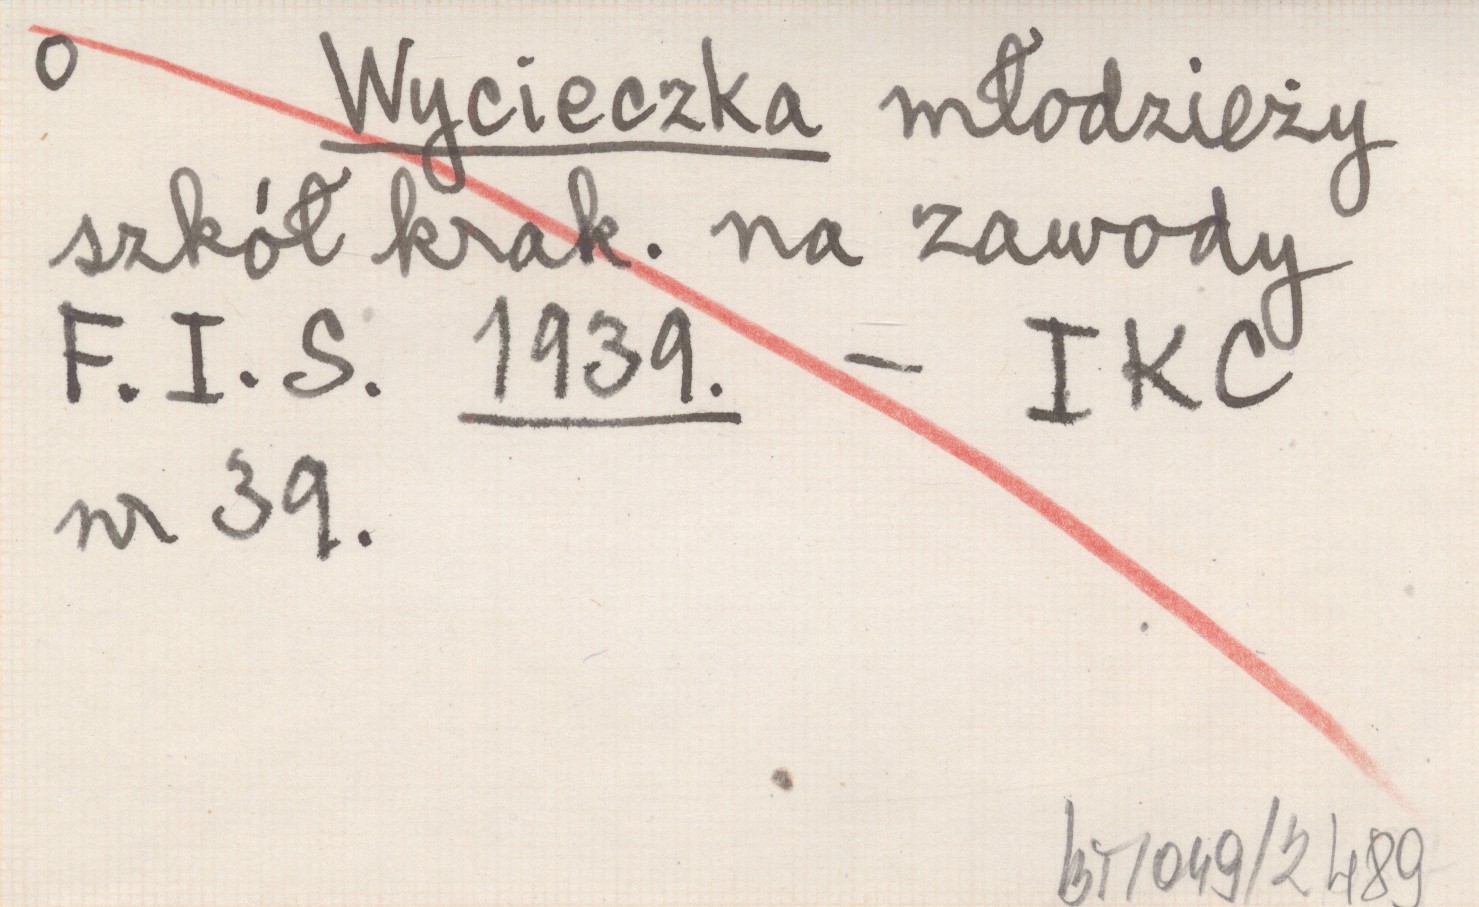 o Wycieczka młodzieży
szkół krak. na zawody
F. I. S. 1939. – IKC
nr 39.
BT/049/2489